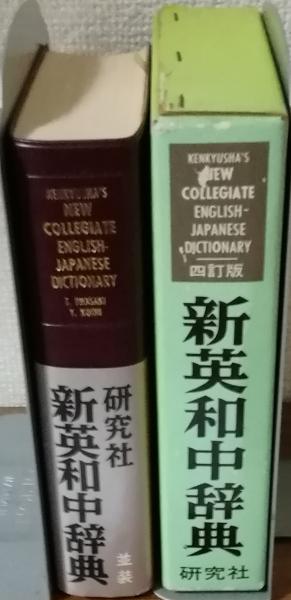 KENKYUSHA'S
NEW
COLLEGIATE
ENGLISH-
JAPANESE
DICTIONARY
研究社
新英和中辞典
並装
KENKYUSHA'S
NEW
COLLEGIATE
ENGLISH-
JAPANESE
DICTIONARY
四訂版
新英和中辞典
研究社